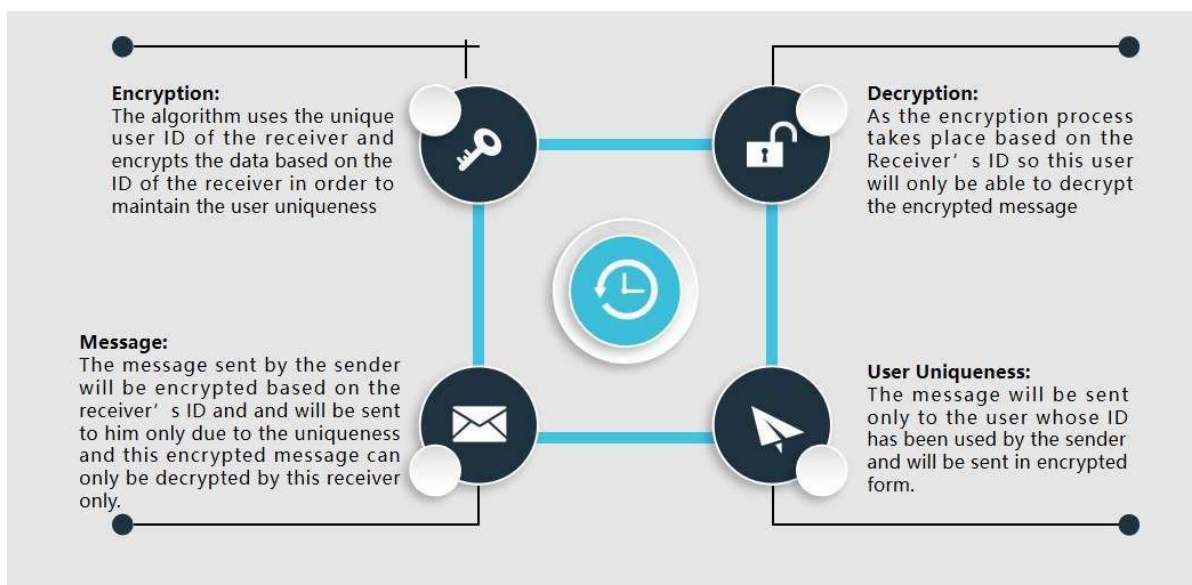 Encryption:
The algorithm uses the unique
user ID of the receiver and
encrypts the data based on the
ID of the receiver in order to
maintain the user uniqueness
Decryption:
As the encryption process
takes place based on the
Receiver’ s ID so this user
will only be able to decrypt
the encrypted message
Message:
The message sent by the sender
will be encrypted based on the
receiver’ s ID and and will be sent
to him only due to the uniqueness
and this encrypted message can
only be decrypted by this receiver
only.
User Uniqueness:
The message will be sent
only to the user whose ID
has been used by the sender
and will be sent in encrypted
form.